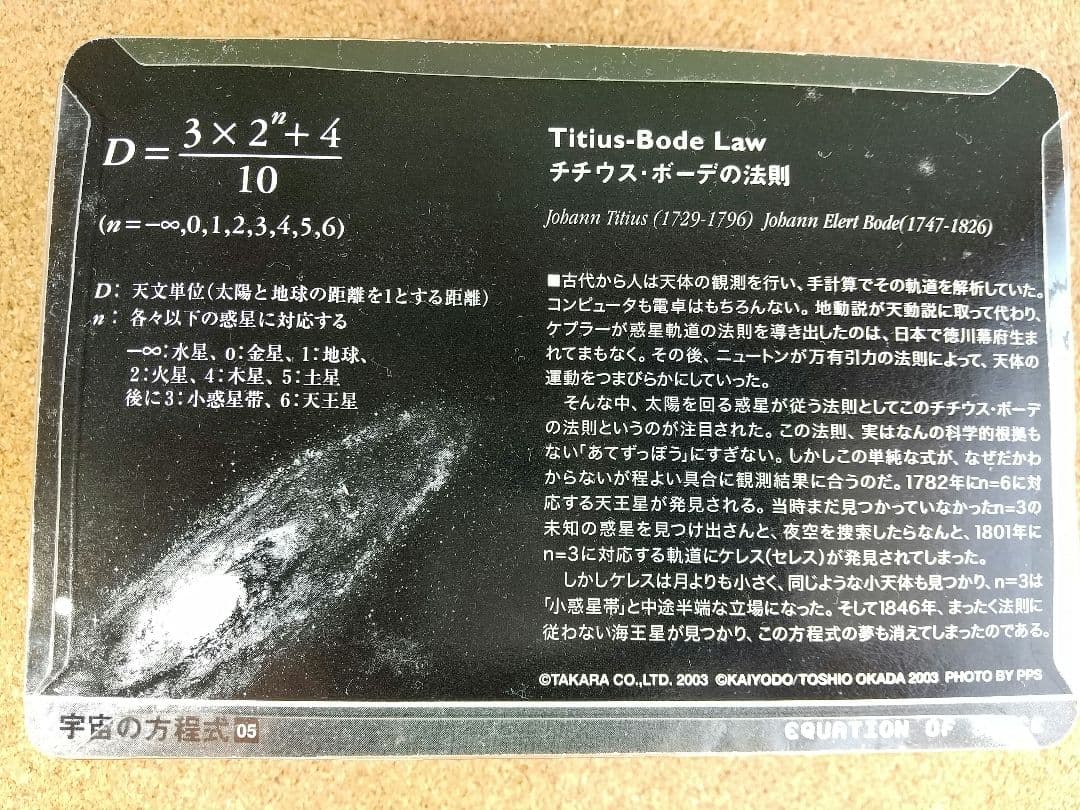 D = 3 × 2ⁿ + 4 / 10
(n=−∞,0,1,2,3,4,5,6)
D: 天文単位(太陽と地球の距離を1とする距離)
n: 各々以下の惑星に対応する
−∞:水星、0:金星、1:地球、
2:火星、4:木星、5:土星
後に3:小惑星帯、6:天王星
Titius-Bode Law
チチウス・ボーデの法則
Johann Titius (1729-1796) Johann Elert Bode(1747-1826)
■古代から人は天体の観測を行い、手計算でその軌道を解析していた。
コンピュータも電卓はもちろんない。地動説が天動説に取って代わり、
ケプラーが惑星軌道の法則を導き出したのは、日本で徳川幕府生ま
れてまもなく。その後、ニュートンが万有引力の法則によって、天体の
運動をつまびらかにしていった。
そんな中、太陽を回る惑星が従う法則としてこのチチウス・ボーデ
の法則というのが注目された。この法則、実はなんの科学的根拠も
ない「あてずっぽう」にすぎない。しかしこの単純な式が、なぜだかわ
からないが程よい具合に観測結果に合うのだ。1782年にn=6に対
応する天王星が発見される。当時まだ見つかっていなかったn=3の
未知の惑星を見つけ出さんと、夜空を捜索したらなんと、1801年に
n=3に対応する軌道にケレス(セレス)が発見されてしまった。
しかしケレスは月よりも小さく、同じような小天体も見つかり、n=3は
「小惑星帯」と中途半端な立場になった。そして1846年、まったく法則に
従わない海王星が見つかり、この方程式の夢も消えてしまったのである。
©TAKARA CO.,LTD. 2003 ©KAIYODO/TOSHIO OKADA 2003 PHOTO BY PPS
宇宙の方程式 05
EQUATION OF